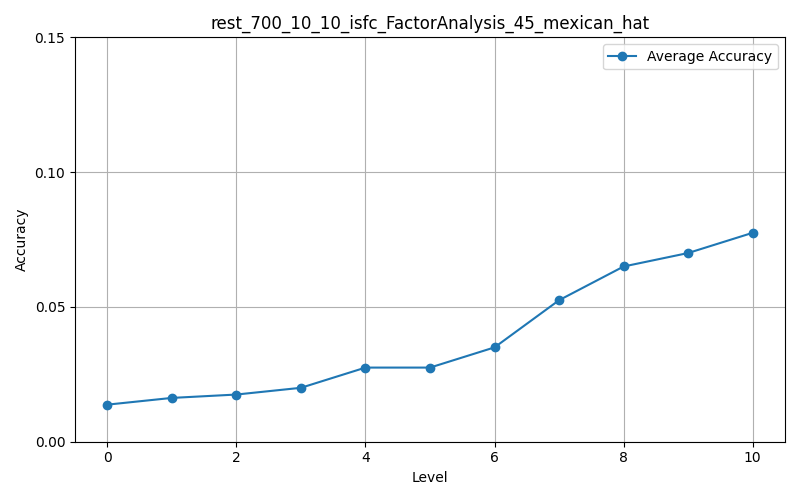 rest_700_10_10_isfc_FactorAnalysis_45_mexican_hat
Average Accuracy
0.15
0.10
0.05
0.00
Accuracy
0 2 4 6 8 10
Level